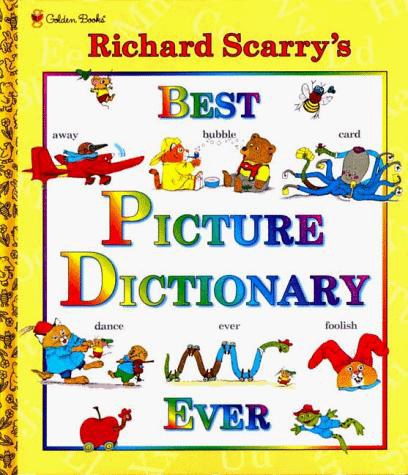 Golden Books®
Richard Scarry's
BEST
away bubble card
PICTURE
DICTIONARY
dance ever foolish
EVER